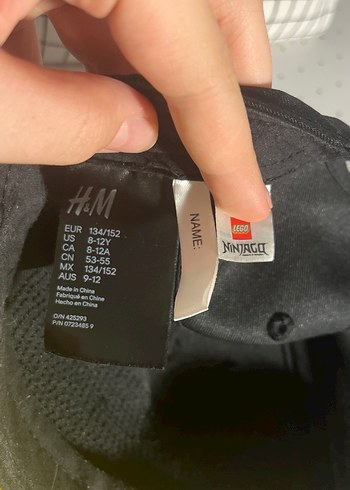 H&M
EUR 134/152
US 8-12Y
CA 8-12A
CN 53-55
MX 134/152
AUS 9-12
Made in China
Fabriqué en Chine
Hecho en China
O/N 425293
P/N 0723485 9
NAME:
LEGO
NINJAGO